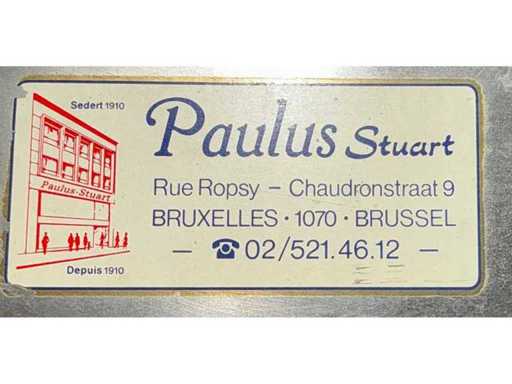 Sedert 1910
Paulus Stuart
Paulus-Stuart
Rue Ropsy – Chaudronstraat 9
BRUXELLES · 1070 · BRUSSEL
– ☎ 02/521.46.12 –
Depuis 1910